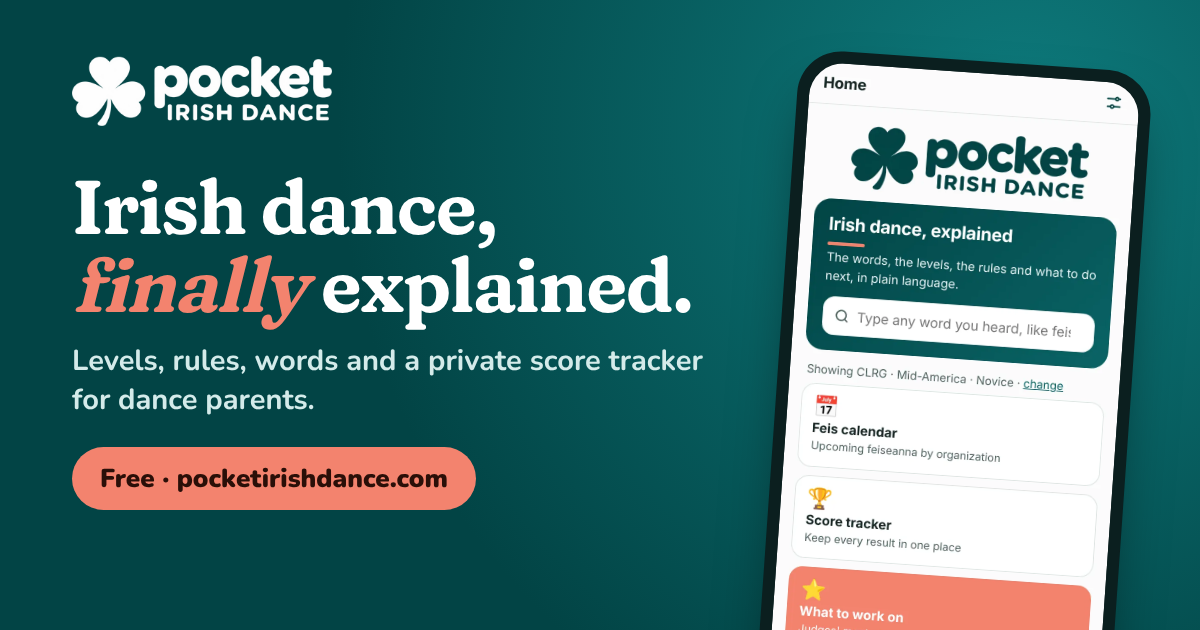 pocket
IRISH DANCE
Irish dance,
finally explained.
Levels, rules, words and a private score tracker
for dance parents.
Free · pocketirishdance.com
Home
pocket
IRISH DANCE
Irish dance, explained
The words, the levels, the rules and what to do
next, in plain language.
Type any word you heard, like feis
Showing CLRG · Mid-America · Novice · change
July
17
Feis calendar
Upcoming feiseanna by organization
Score tracker
Keep every result in one place
What to work on